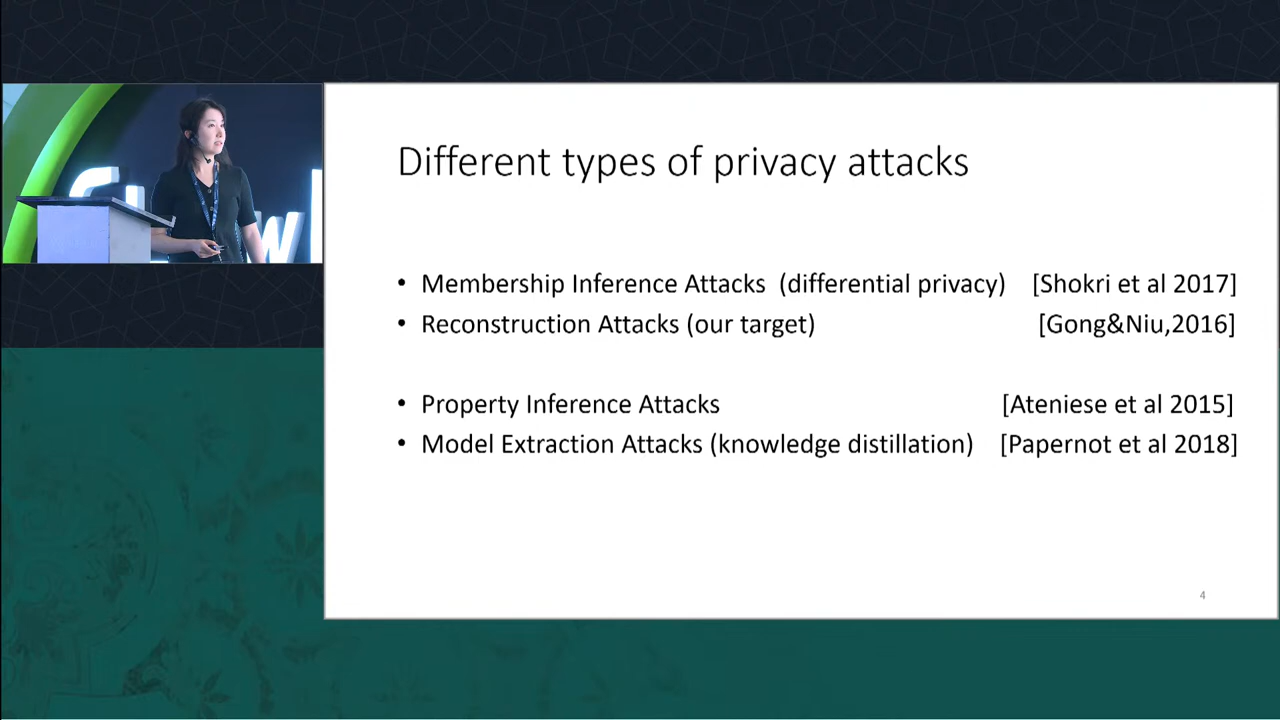 Different types of privacy attacks
• Membership Inference Attacks (differential privacy) [Shokri et al 2017]
• Reconstruction Attacks (our target) [Gong&Niu,2016]
• Property Inference Attacks [Ateniese et al 2015]
• Model Extraction Attacks (knowledge distillation) [Papernot et al 2018]
4